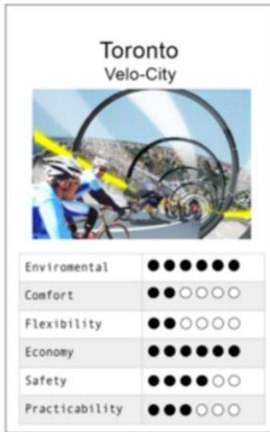 Toronto
Velo-City
Enviromental
Comfort
Flexibility
Economy
Safety
Practicability